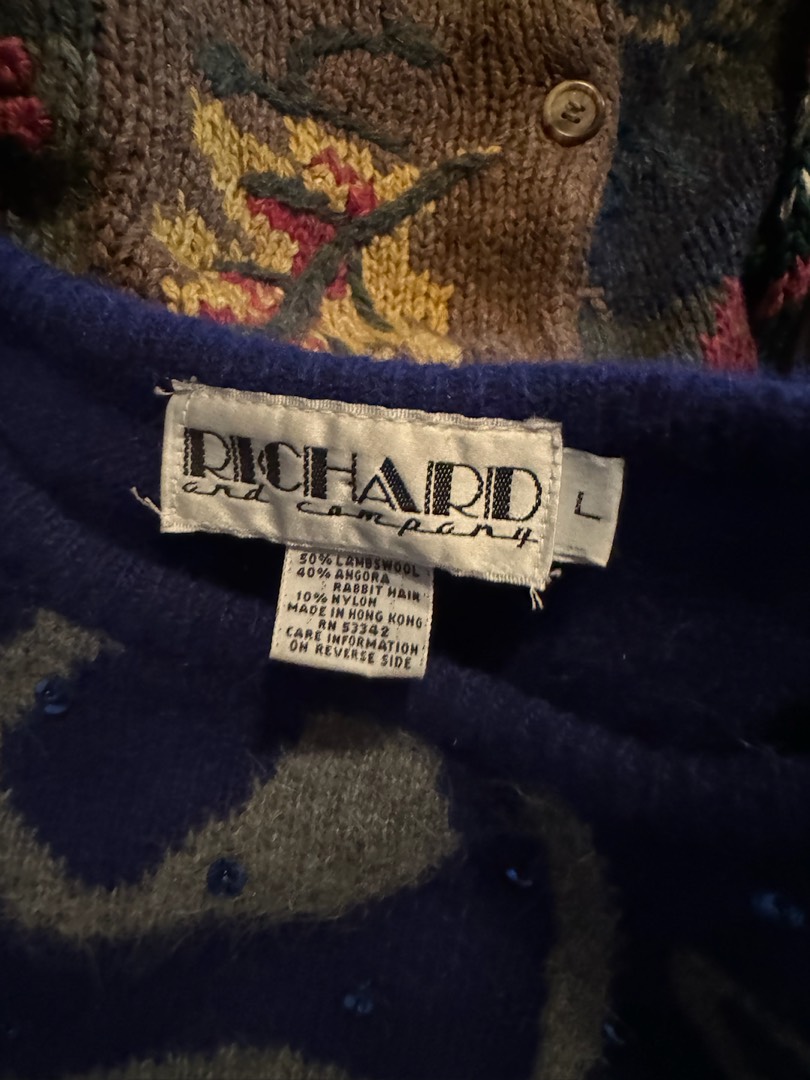 RICHARD
and company
L
50% LAMBSWOOL
40% ANGORA
RABBIT HAIR
10% NYLON
MADE IN HONG KONG
RN 53342
CARE INFORMATION
ON REVERSE SIDE